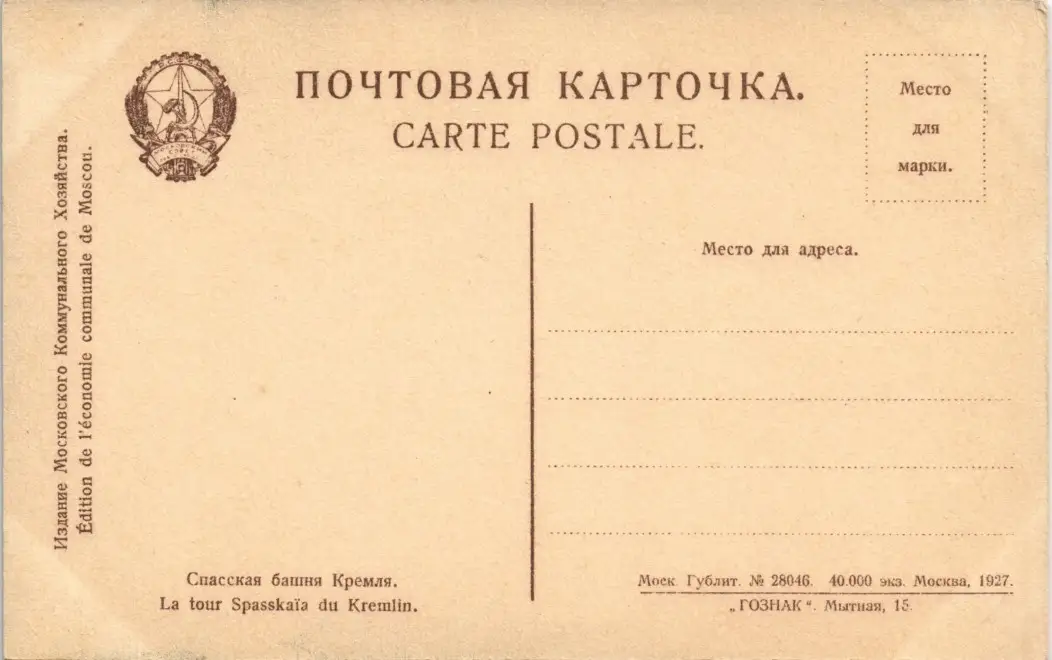 ПОЧТОВАЯ КАРТОЧКА.
CARTE POSTALE.
Место
для
марки.
Место для адреса.
Издание Московского Коммунального Хозяйства.
Édition de l'économie communale de Moscou.
Спасская башня Кремля.
La tour Spasskaïa du Kremlin.
Моск. Гублит. № 28046. 40.000 экз. Москва, 1927.
„ГОЗНАК“. Мытная,